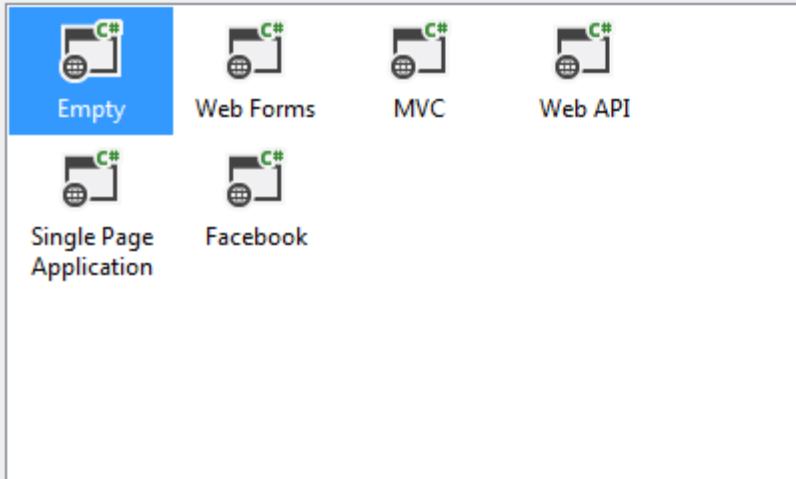 C# C# C# C#
Empty Web Forms MVC Web API
C# C#
Single Page Facebook
Application